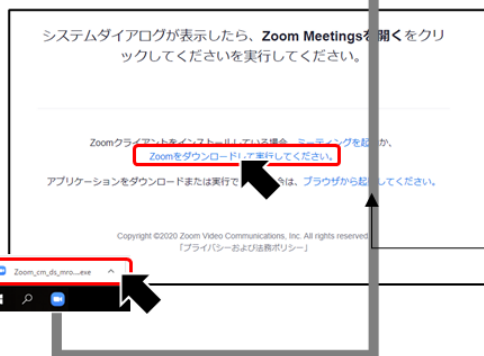 システムダイアログが表示したら、Zoom Meetingsを開くをクリ
ックしてくださいを実行してください。
Zoomクライアントをインストールしている場合、ミーティングを起 か、
Zoomをダウンロードして実行してください。
アプリケーションをダウンロードまたは実行で 合は、ブラウザから起 してください。
Copyright ©2020 Zoom Video Communications, Inc. All rights reserved.
「プライバシーおよび法務ポリシー」
Zoom_cm_ds_mro....exe